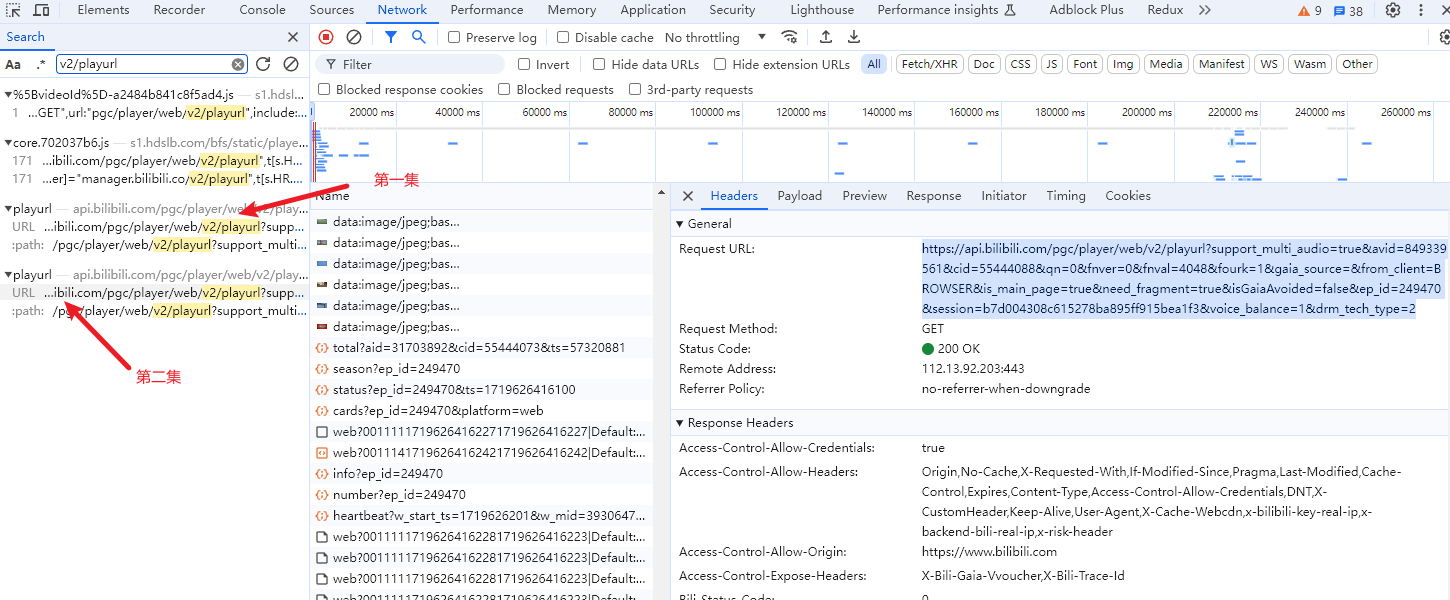 Elements Recorder Console Sources Network Performance Memory Application Security Lighthouse Performance insights Adblock Plus Redux 9 38
Search
Preserve log Disable cache No throttling
Aa .* v2/playurl
Filter Invert Hide data URLs Hide extension URLs All Fetch/XHR Doc CSS JS Font Img Media Manifest WS Wasm Other
Blocked response cookies Blocked requests 3rd-party requests
%5BvideoId%5D-a2484b841c8f5ad4.js — s1.hdsl...
1 ...GET",url:"pgc/player/web/v2/playurl",include:...
core.702037b6.js — s1.hdslb.com/bfs/static/playe...
171 ...ibili.com/pgc/player/web/v2/playurl",t[s.H...
171 ...er]="manager.bilibili.co/v2/playurl",t[s.HR....
playurl — api.bilibili.com/pgc/player/web/v2/play...
URL ...ibili.com/pgc/player/web/v2/playurl?supp...
:path: /pgc/player/web/v2/playurl?support_multi...
playurl — api.bilibili.com/pgc/player/web/v2/play...
URL ...ibili.com/pgc/player/web/v2/playurl?supp...
:path: /pgc/player/web/v2/playurl?support_multi...
第一集
第二集
20000 ms 40000 ms 60000 ms 80000 ms 100000 ms 120000 ms 140000 ms 160000 ms 180000 ms 200000 ms 220000 ms 240000 ms 260000 ms
Name
data:image/jpeg;bas...
data:image/jpeg;bas...
data:image/jpeg;bas...
data:image/jpeg;bas...
data:image/jpeg;bas...
data:image/jpeg;bas...
total?aid=31703892&cid=55444073&ts=57320881
season?ep_id=249470
status?ep_id=249470&ts=1719626416100
cards?ep_id=249470&platform=web
web?0011111719626416227171962641​6227|Default:...
web?0011141719626416242171962641​6242|Default:...
info?ep_id=249470
number?ep_id=249470
heartbeat?w_start_ts=1719626201&w_mid=3930647...
web?0011111719626416228171962641​6223|Default:...
web?0011111719626416228171962641​6223|Default:...
web?0011111719626416228171962641​6223|Default:...
Headers Payload Preview Response Initiator Timing Cookies
General
Request URL: https://api.bilibili.com/pgc/player/web/v2/playurl?support_multi_audio=true&avid=849339
561&cid=55444088&qn=0&fnver=0&fnval=4048&fourk=1&gaia_source=&from_client=B
ROWSER&is_main_page=true&need_fragment=true&isGaiaAvoided=false&ep_id=249470
&session=b7d004308c615278ba895ff915bea1f3&voice_balance=1&drm_tech_type=2
Request Method: GET
Status Code: 200 OK
Remote Address: 112.13.92.203:443
Referrer Policy: no-referrer-when-downgrade
Response Headers
Access-Control-Allow-Credentials: true
Access-Control-Allow-Headers: Origin,No-Cache,X-Requested-With,If-Modified-Since,Pragma,Last-Modified,Cache-
Control,Expires,Content-Type,Access-Control-Allow-Credentials,DNT,X-
CustomHeader,Keep-Alive,User-Agent,X-Cache-Webcdn,x-bilibili-key-real-ip,x-
backend-bili-real-ip,x-risk-header
Access-Control-Allow-Origin: https://www.bilibili.com
Access-Control-Expose-Headers: X-Bili-Gaia-Vvoucher,X-Bili-Trace-Id
Bili-Status-Code: 0